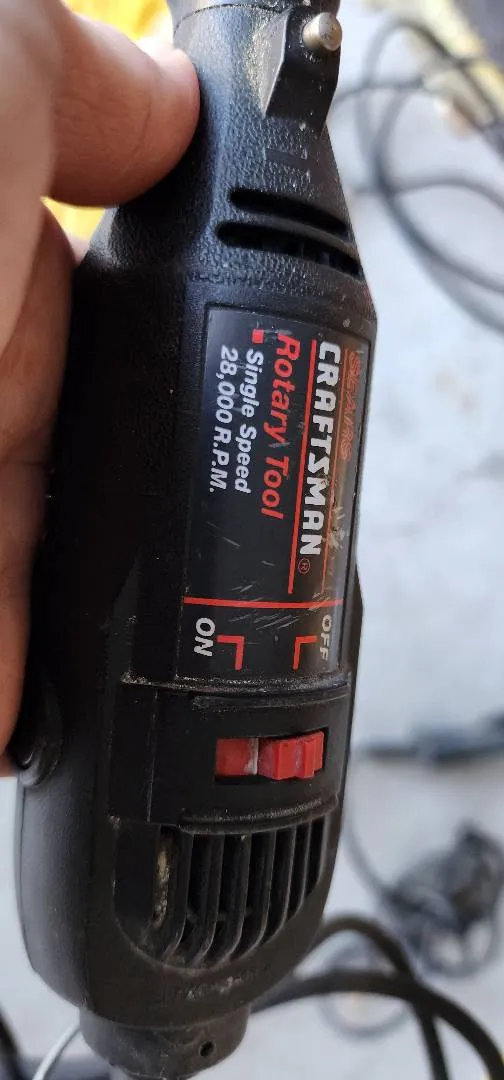 SEARS
CRAFTSMAN®
Rotary Tool
Single Speed
28,000 R.P.M.
OFF
ON